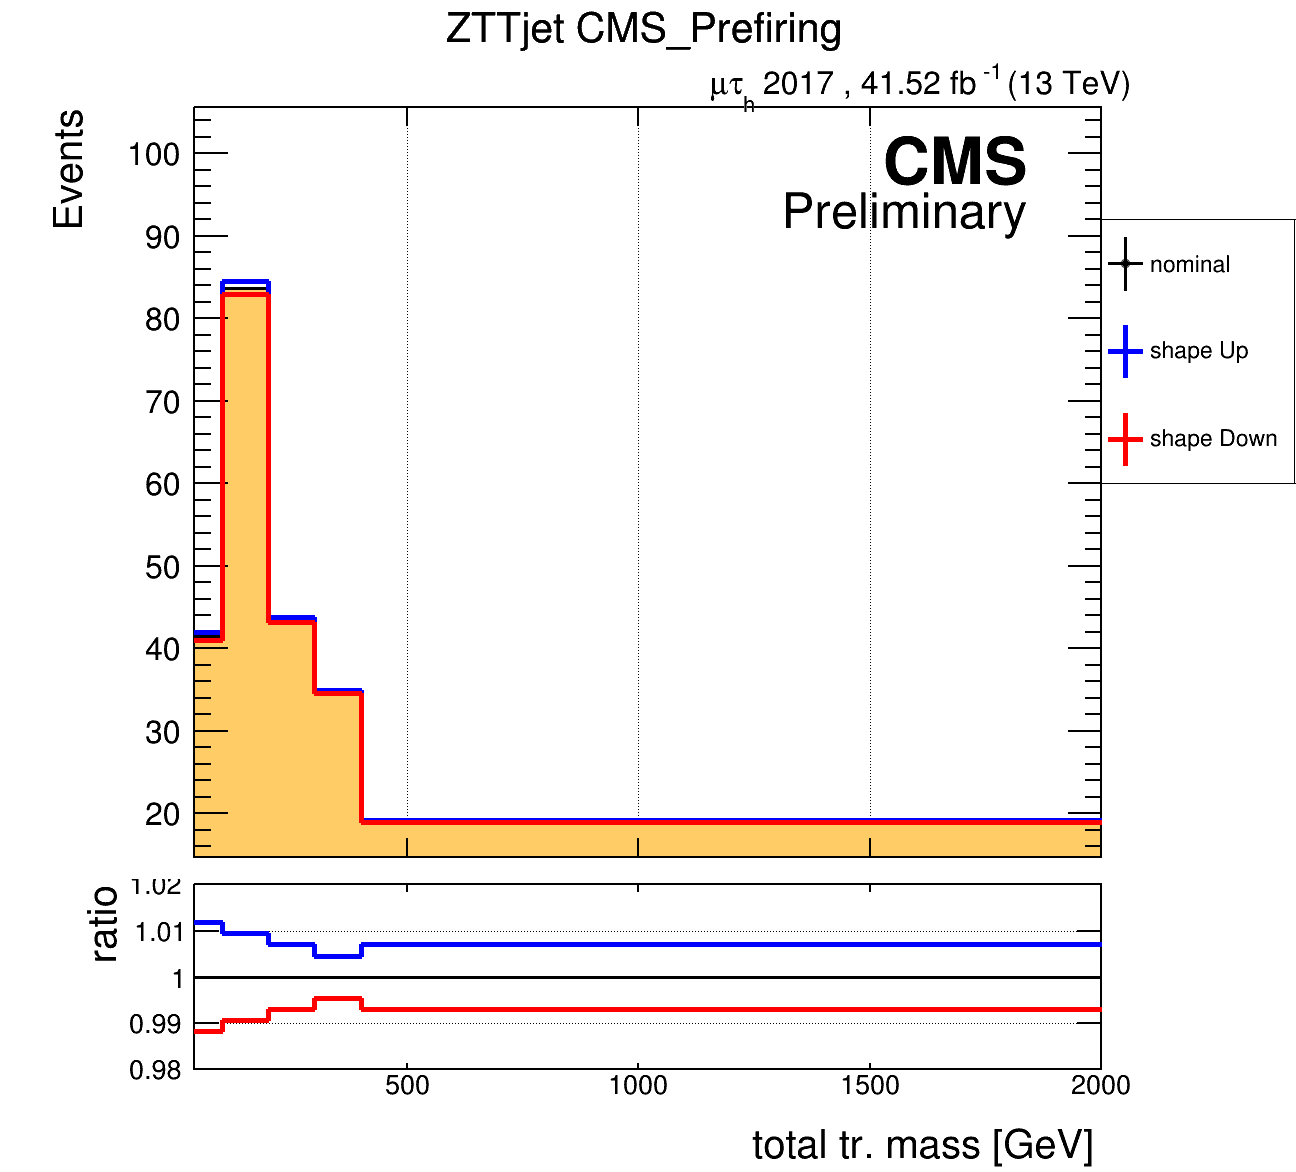 ZTTjet CMS_Prefiring
μτh 2017 , 41.52 fb-1 (13 TeV)
Events
100
90
80
70
60
50
40
30
20
CMS
Preliminary
nominal
shape Up
shape Down
ratio
1.02
1.01
1
0.99
0.98
500
1000
1500
2000
total tr. mass [GeV]